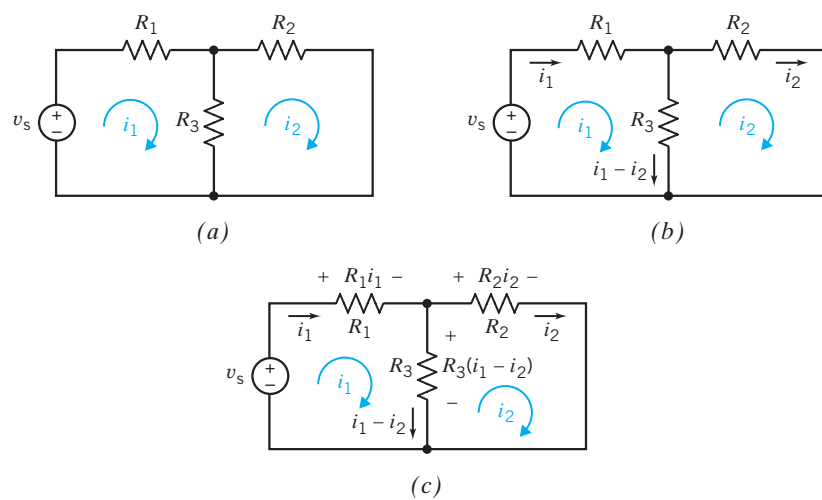 R1 R2 R1 R2
i1 i2
vs + − i1 R3 i2 vs + − i1 R3 i2
i1 – i2
(a) (b)
+ R1i1 – + R2i2 –
i1 R1 + R2 i2
vs + − i1 R3 R3(i1 – i2) i2
i1 – i2 –
(c)